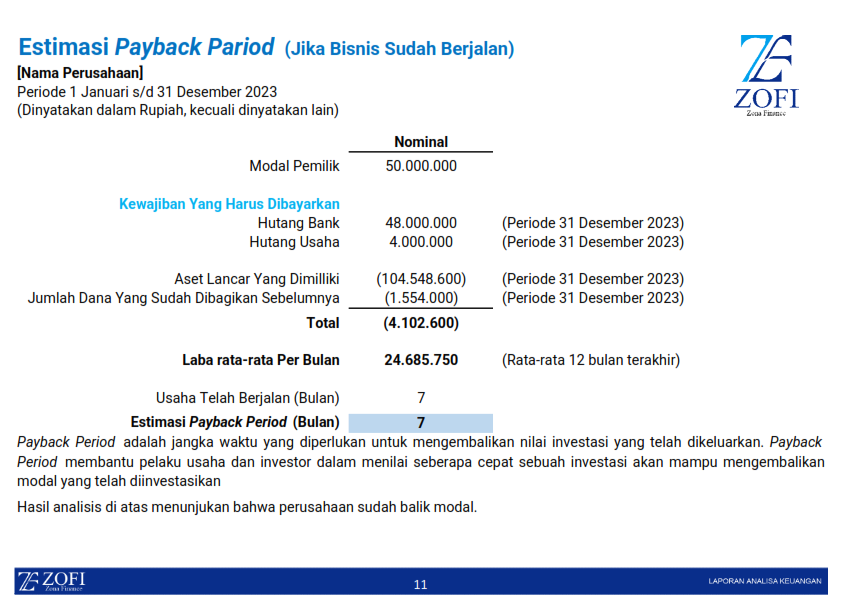 Estimasi Payback Pariod (Jika Bisnis Sudah Berjalan)
[Nama Perusahaan]
Periode 1 Januari s/d 31 Desember 2023
(Dinyatakan dalam Rupiah, kecuali dinyatakan lain)
ZOFI
Zona Finance
Nominal
Modal Pemilik 50.000.000
Kewajiban Yang Harus Dibayarkan
Hutang Bank 48.000.000 (Periode 31 Desember 2023)
Hutang Usaha 4.000.000 (Periode 31 Desember 2023)
Aset Lancar Yang Dimilliki (104.548.600) (Periode 31 Desember 2023)
Jumlah Dana Yang Sudah Dibagikan Sebelumnya (1.554.000) (Periode 31 Desember 2023)
Total (4.102.600)
Laba rata-rata Per Bulan 24.685.750 (Rata-rata 12 bulan terakhir)
Usaha Telah Berjalan (Bulan) 7
Estimasi Payback Period (Bulan) 7
Payback Period adalah jangka waktu yang diperlukan untuk mengembalikan nilai investasi yang telah dikeluarkan. Payback
Period membantu pelaku usaha dan investor dalam menilai seberapa cepat sebuah investasi akan mampu mengembalikan
modal yang telah diinvestasikan
Hasil analisis di atas menunjukan bahwa perusahaan sudah balik modal.
ZOFI
Zona Finance
11
LAPORAN ANALISA KEUANGAN